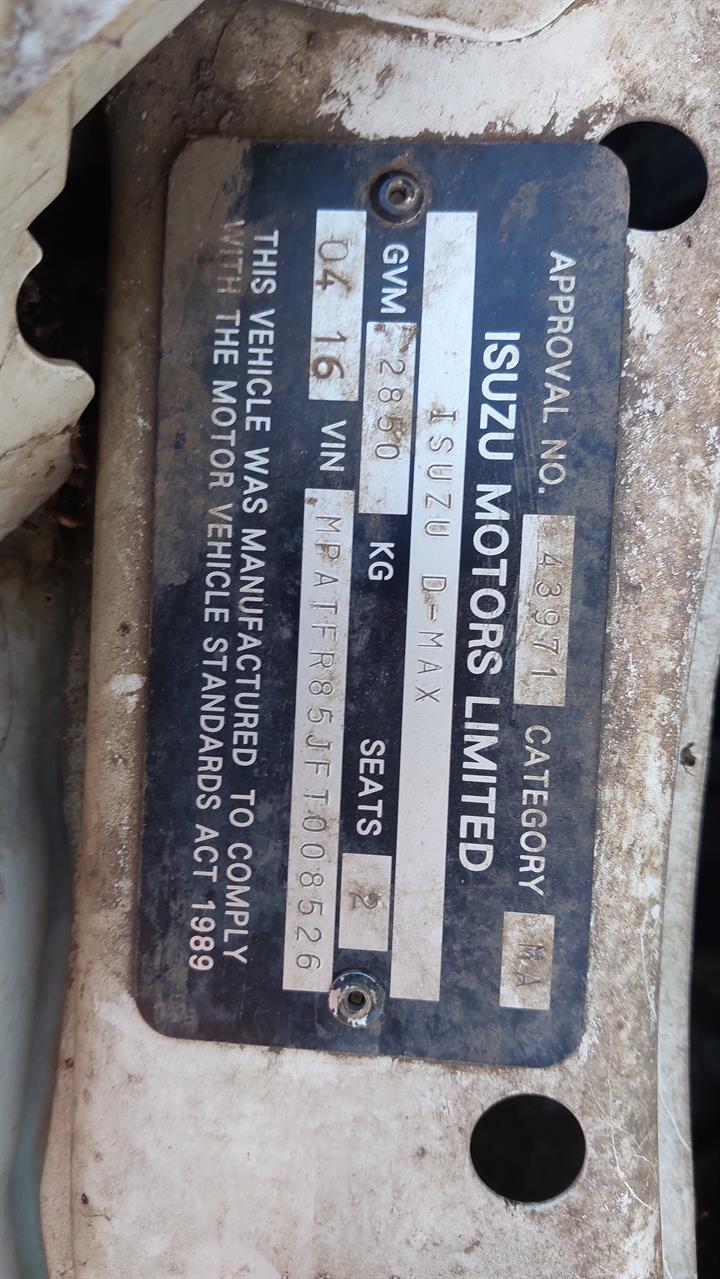 APPROVAL NO. 43971 CATEGORY MA
ISUZU MOTORS LIMITED
ISUZU D-MAX
GVM 2850 KG SEATS 2
04 16 VIN MPATFR85JFT008526
THIS VEHICLE WAS MANUFACTURED TO COMPLY
WITH THE MOTOR VEHICLE STANDARDS ACT 1989